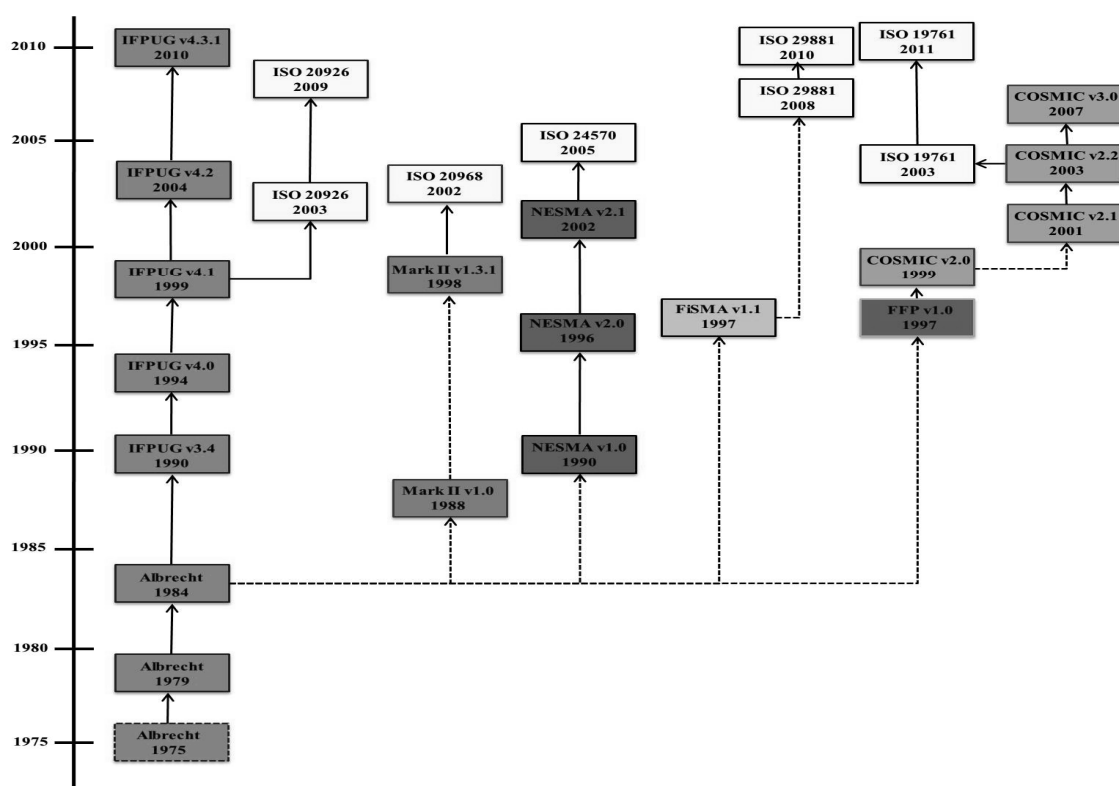 2010
2005
2000
1995
1990
1985
1980
1975
IFPUG v4.3.1
2010
IFPUG v4.2
2004
IFPUG v4.1
1999
IFPUG v4.0
1994
IFPUG v3.4
1990
Albrecht
1984
Albrecht
1979
Albrecht
1975
ISO 20926
2009
ISO 20926
2003
ISO 20968
2002
Mark II v1.3.1
1998
Mark II v1.0
1988
ISO 24570
2005
NESMA v2.1
2002
NESMA v2.0
1996
NESMA v1.0
1990
ISO 29881
2010
ISO 29881
2008
FiSMA v1.1
1997
ISO 19761
2011
ISO 19761
2003
COSMIC v2.0
1999
FFP v1.0
1997
COSMIC v3.0
2007
COSMIC v2.2
2003
COSMIC v2.1
2001